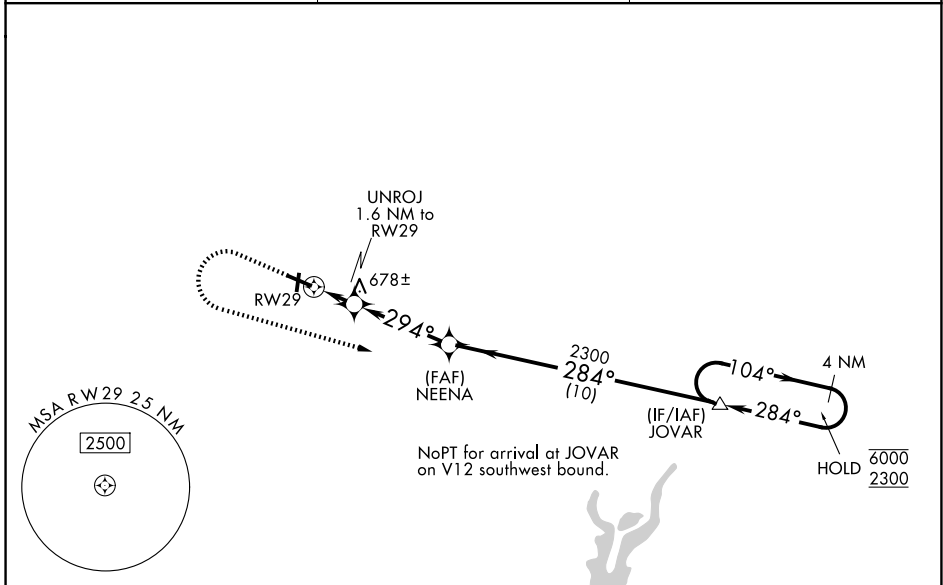 UNROJ
1.6 NM to
RW29
678±
RW29
294°
(FAF)
NEENA
2300
284°
(10)
104°
4 NM
284°
(IF/IAF)
JOVAR
HOLD
6000
2300
NoPT for arrival at JOVAR
on V12 southwest bound.
MSA RW29 25 NM
2500